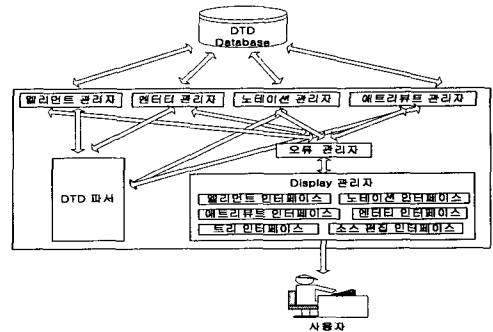 DTD
Database
엘리먼트 관리자 엔터티 관리자 노테이션 관리자 애트리뷰트 관리자
오류 관리자
DTD 파서
Display 관리자
엘리먼트 인터페이스 노테이션 인터페이스
애트리뷰트 인터페이스 엔터티 인터페이스
트리 인터페이스 소스 편집 인터페이스
사용자